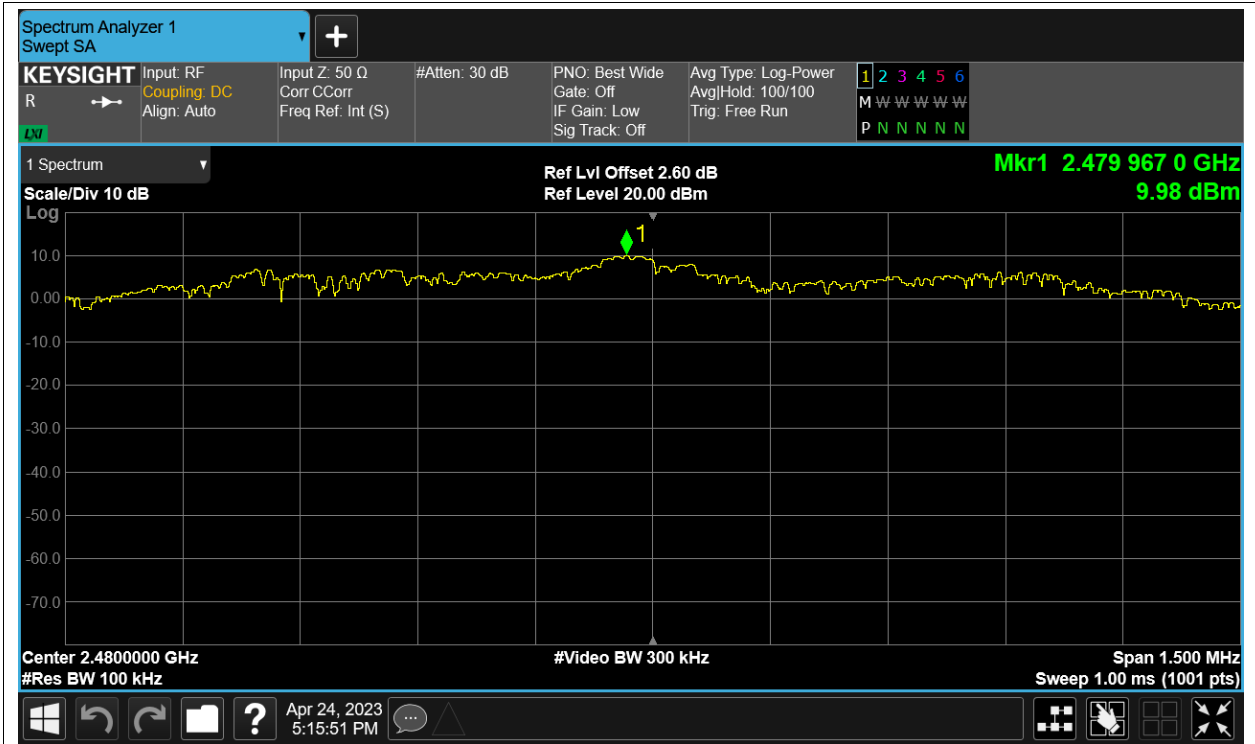 Spectrum Analyzer 1
Swept SA
KEYSIGHT
R
LXI
Input: RF
Coupling: DC
Align: Auto
Input Z: 50 Ω
Corr CCorr
Freq Ref: Int (S)
#Atten: 30 dB
PNO: Best Wide
Gate: Off
IF Gain: Low
Sig Track: Off
Avg Type: Log-Power
Avg|Hold: 100/100
Trig: Free Run
1 2 3 4 5 6
M W W W W W
P N N N N N
1 Spectrum
Scale/Div 10 dB
Log
Ref Lvl Offset 2.60 dB
Ref Level 20.00 dBm
Mkr1 2.479 967 0 GHz
9.98 dBm
1
10.0
0.00
-10.0
-20.0
-30.0
-40.0
-50.0
-60.0
-70.0
Center 2.4800000 GHz
#Res BW 100 kHz
#Video BW 300 kHz
Span 1.500 MHz
Sweep 1.00 ms (1001 pts)
?
Apr 24, 2023
5:15:51 PM